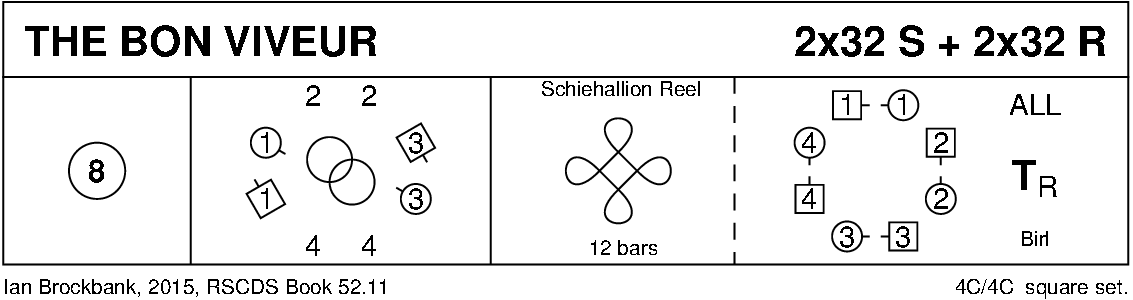 THE BON VIVEUR 2x32 S + 2x32 R
8
2 2
1 3
1 3
4 4
Schiehallion Reel
12 bars
1 1 ALL
4 2
TR
4 2
3 3 Birl
Ian Brockbank, 2015, RSCDS Book 52.11 4C/4C square set.